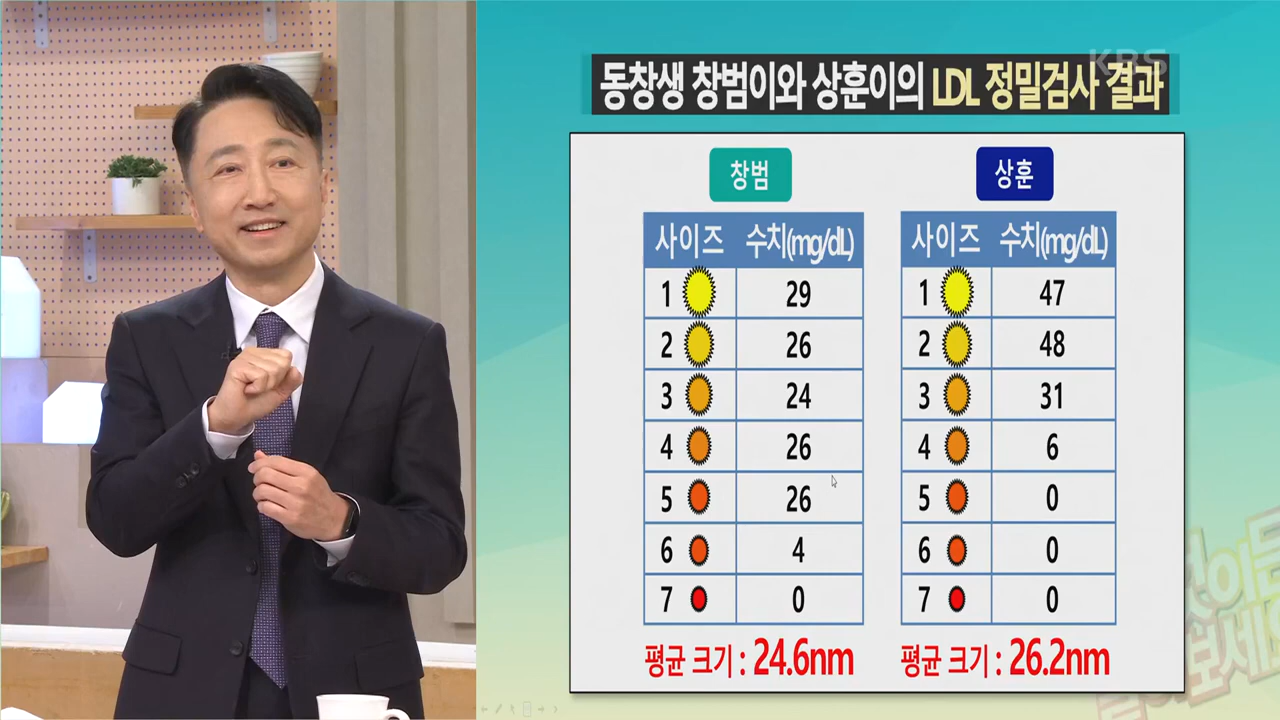 KBS
동창생 창범이와 상훈이의 LDL 정밀검사 결과
창범
사이즈 수치(mg/dL)
1 29
2 26
3 24
4 26
5 26
6 4
7 0
평균 크기 : 24.6nm
상훈
사이즈 수치(mg/dL)
1 47
2 48
3 31
4 6
5 0
6 0
7 0
평균 크기 : 26.2nm